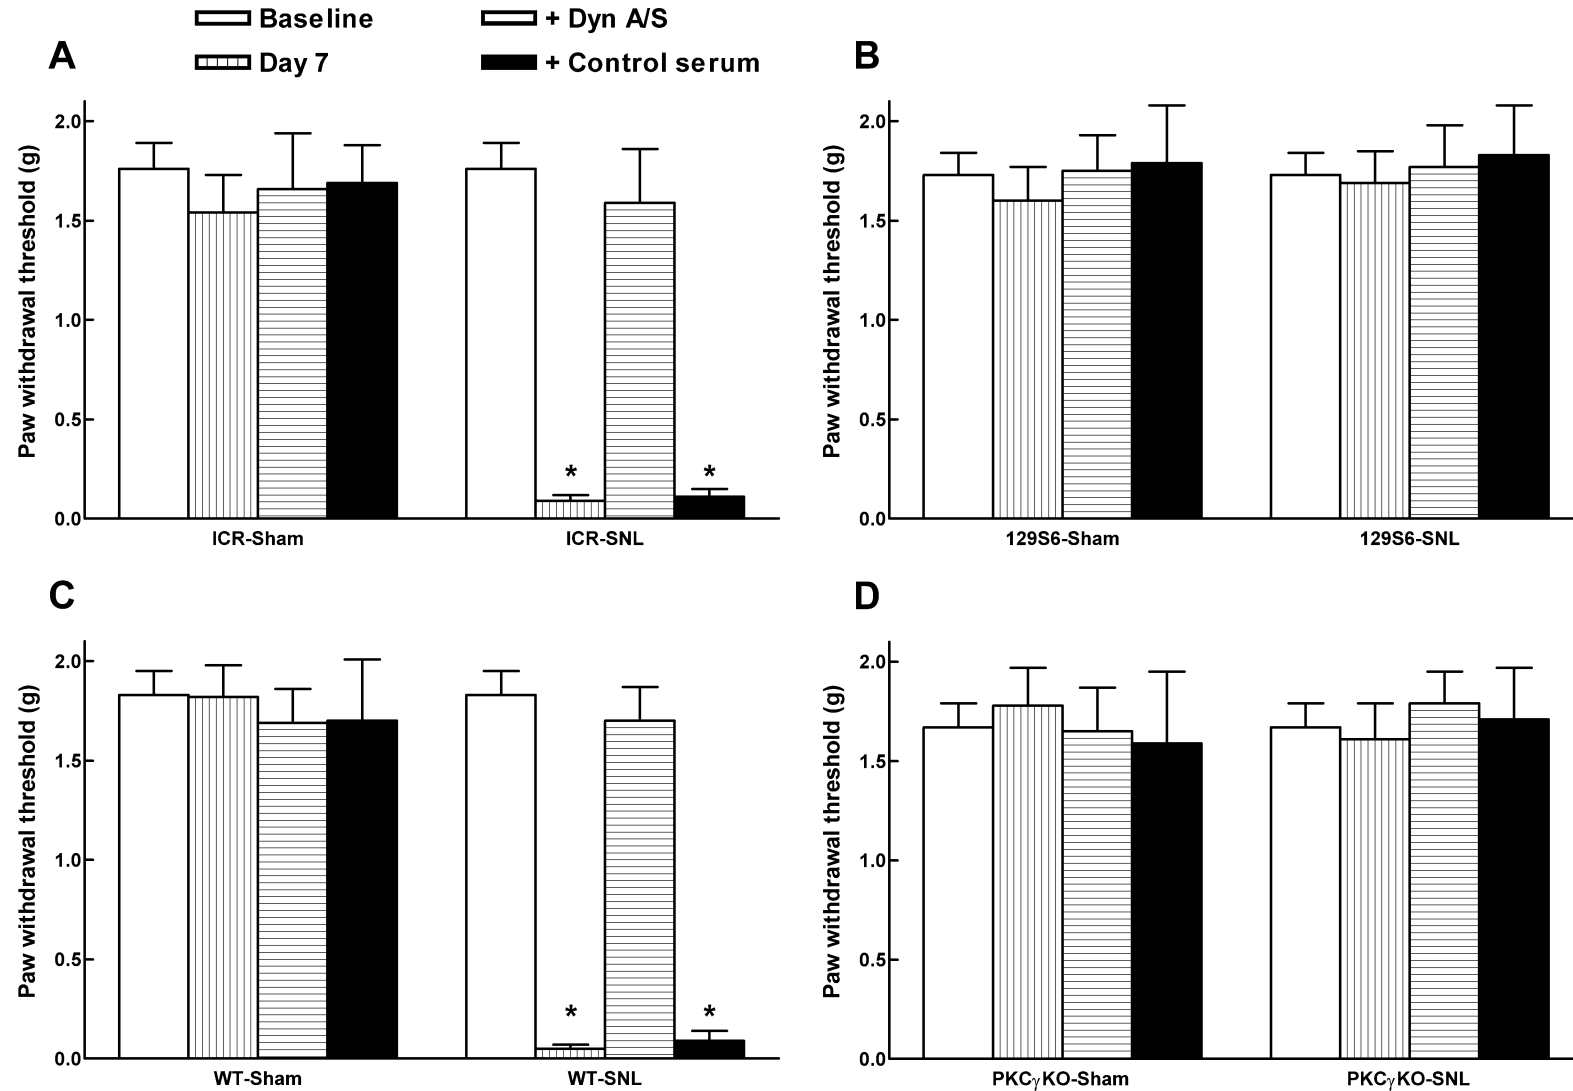 Baseline
+ Dyn A/S
Day 7
+ Control serum
A
Paw withdrawal threshold (g)
2.0
1.5
1.0
0.5
0.0
*
*
ICR-Sham
ICR-SNL
B
Paw withdrawal threshold (g)
2.0
1.5
1.0
0.5
0.0
129S6-Sham
129S6-SNL
C
Paw withdrawal threshold (g)
2.0
1.5
1.0
0.5
0.0
*
*
WT-Sham
WT-SNL
D
Paw withdrawal threshold (g)
2.0
1.5
1.0
0.5
0.0
PKCγKO-Sham
PKCγKO-SNL